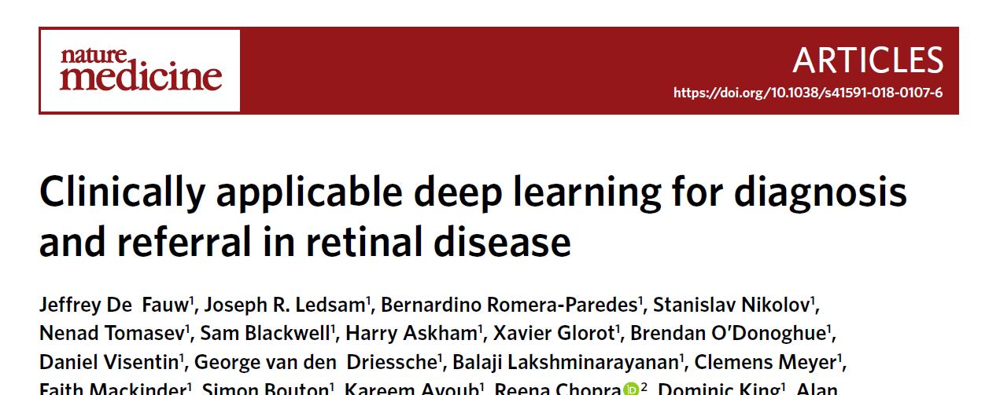 nature
medicine
ARTICLES
https://doi.org/10.1038/s41591-018-0107-6
Clinically applicable deep learning for diagnosis
and referral in retinal disease
Jeffrey De Fauw1, Joseph R. Ledsam1, Bernardino Romera-Paredes1, Stanislav Nikolov1,
Nenad Tomasev1, Sam Blackwell1, Harry Askham1, Xavier Glorot1, Brendan O’Donoghue1,
Daniel Visentin1, George van den Driessche1, Balaji Lakshminarayanan1, Clemens Meyer1,
Faith Mackinder1, Simon Bouton1, Kareem Ayoub1, Reena Chopra iD 2, Dominic King1, Alan